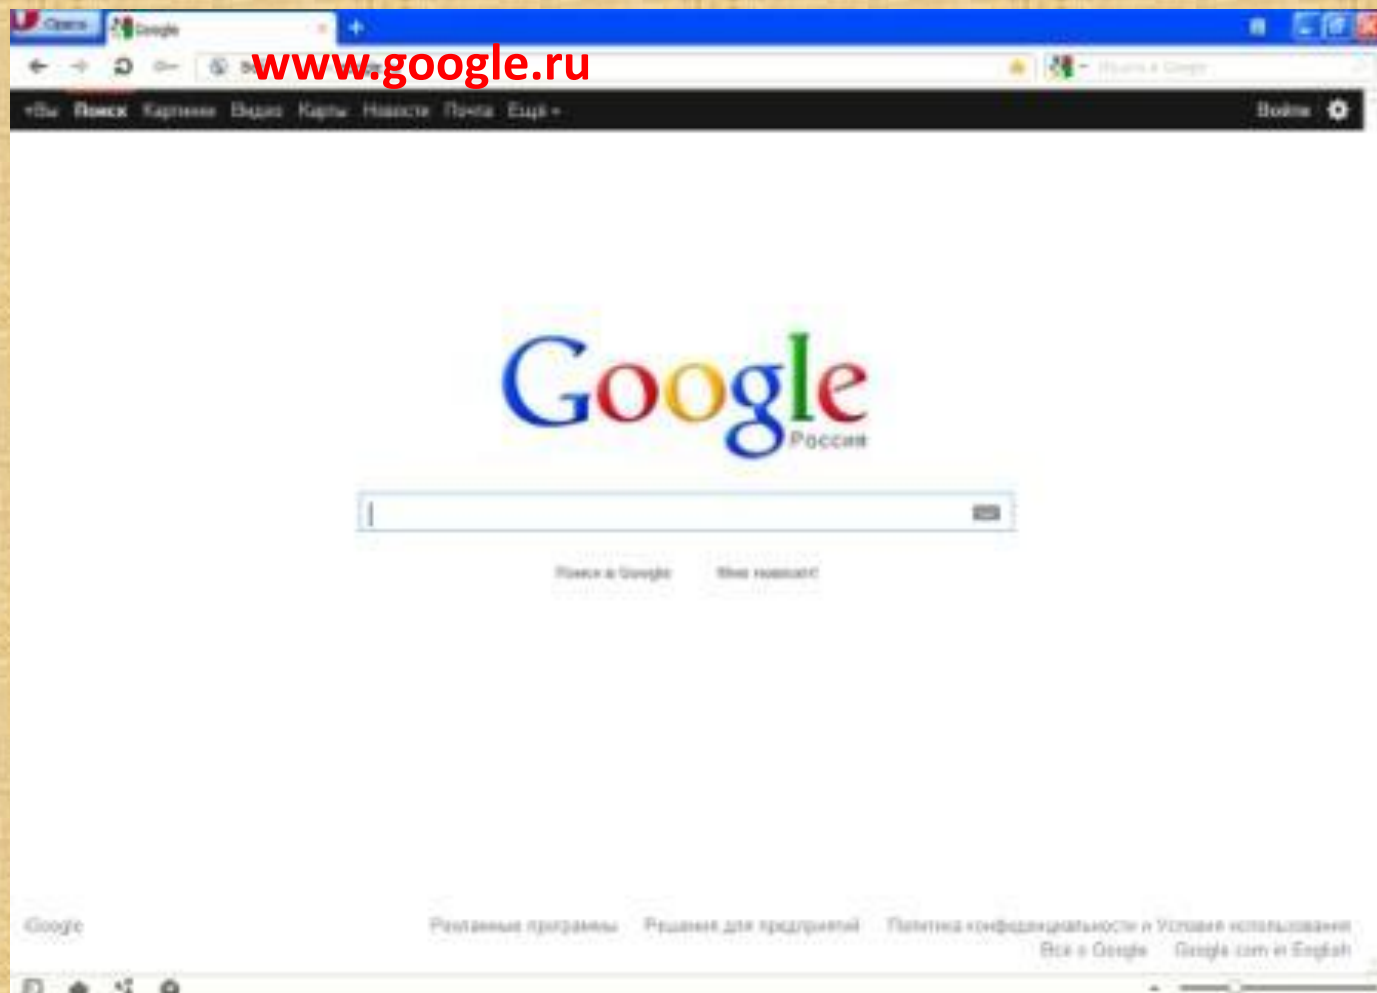 Opera Google
www.google.ru
+Вы Поиск Картинки Видео Карты Новости Почта Ещё Войти
Google
Россия
Поиск в Google Мне повезёт!
Google Рекламные программы Решения для предприятий Политика конфиденциальности и Условия использования
Все о Google Google.com in English